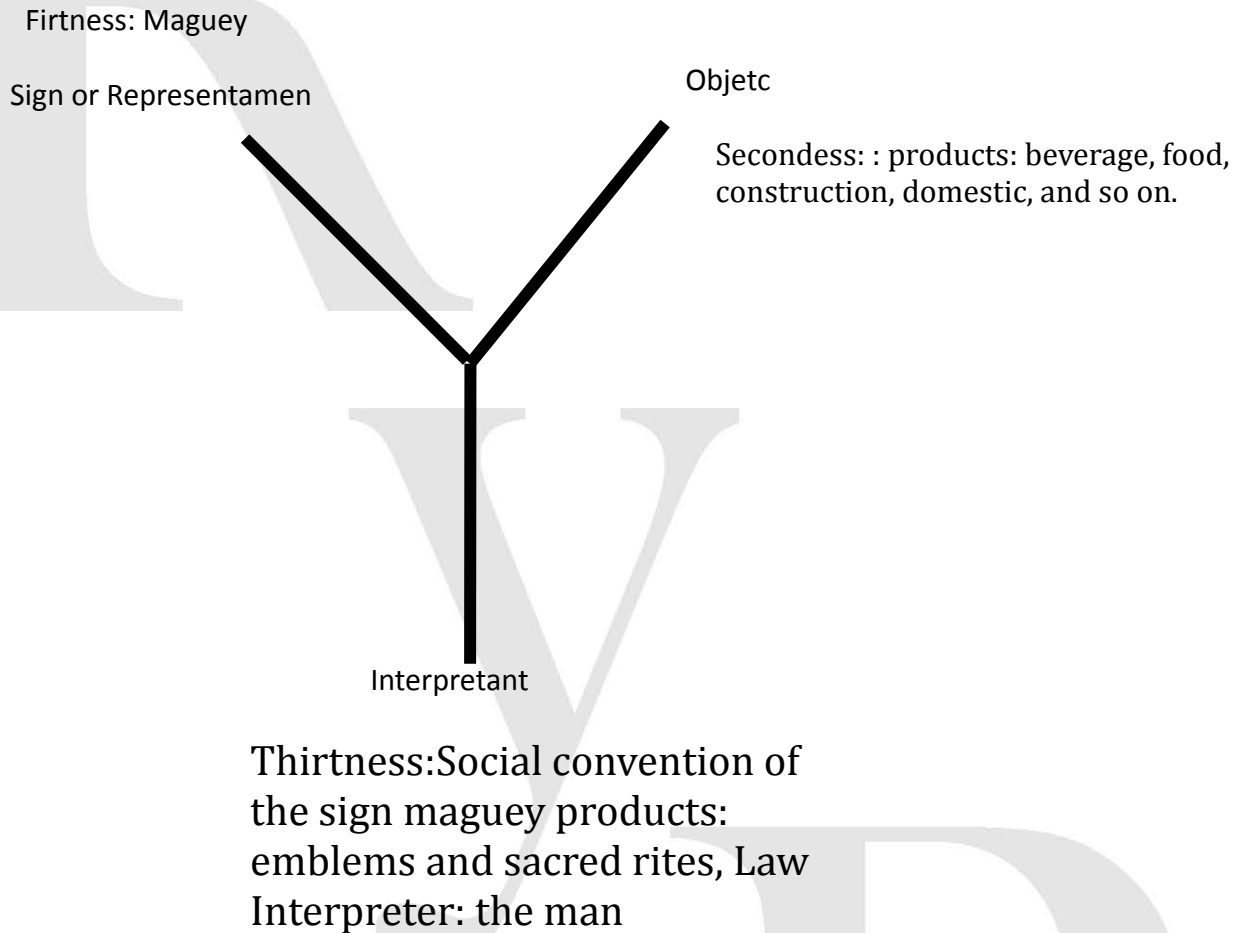 Firtness: Maguey
Sign or Representamen
Objetc
Secondess: : products: beverage, food,
construction, domestic, and so on.
Interpretant
Thirtness:Social convention of
the sign maguey products:
emblems and sacred rites, Law
Interpreter: the man